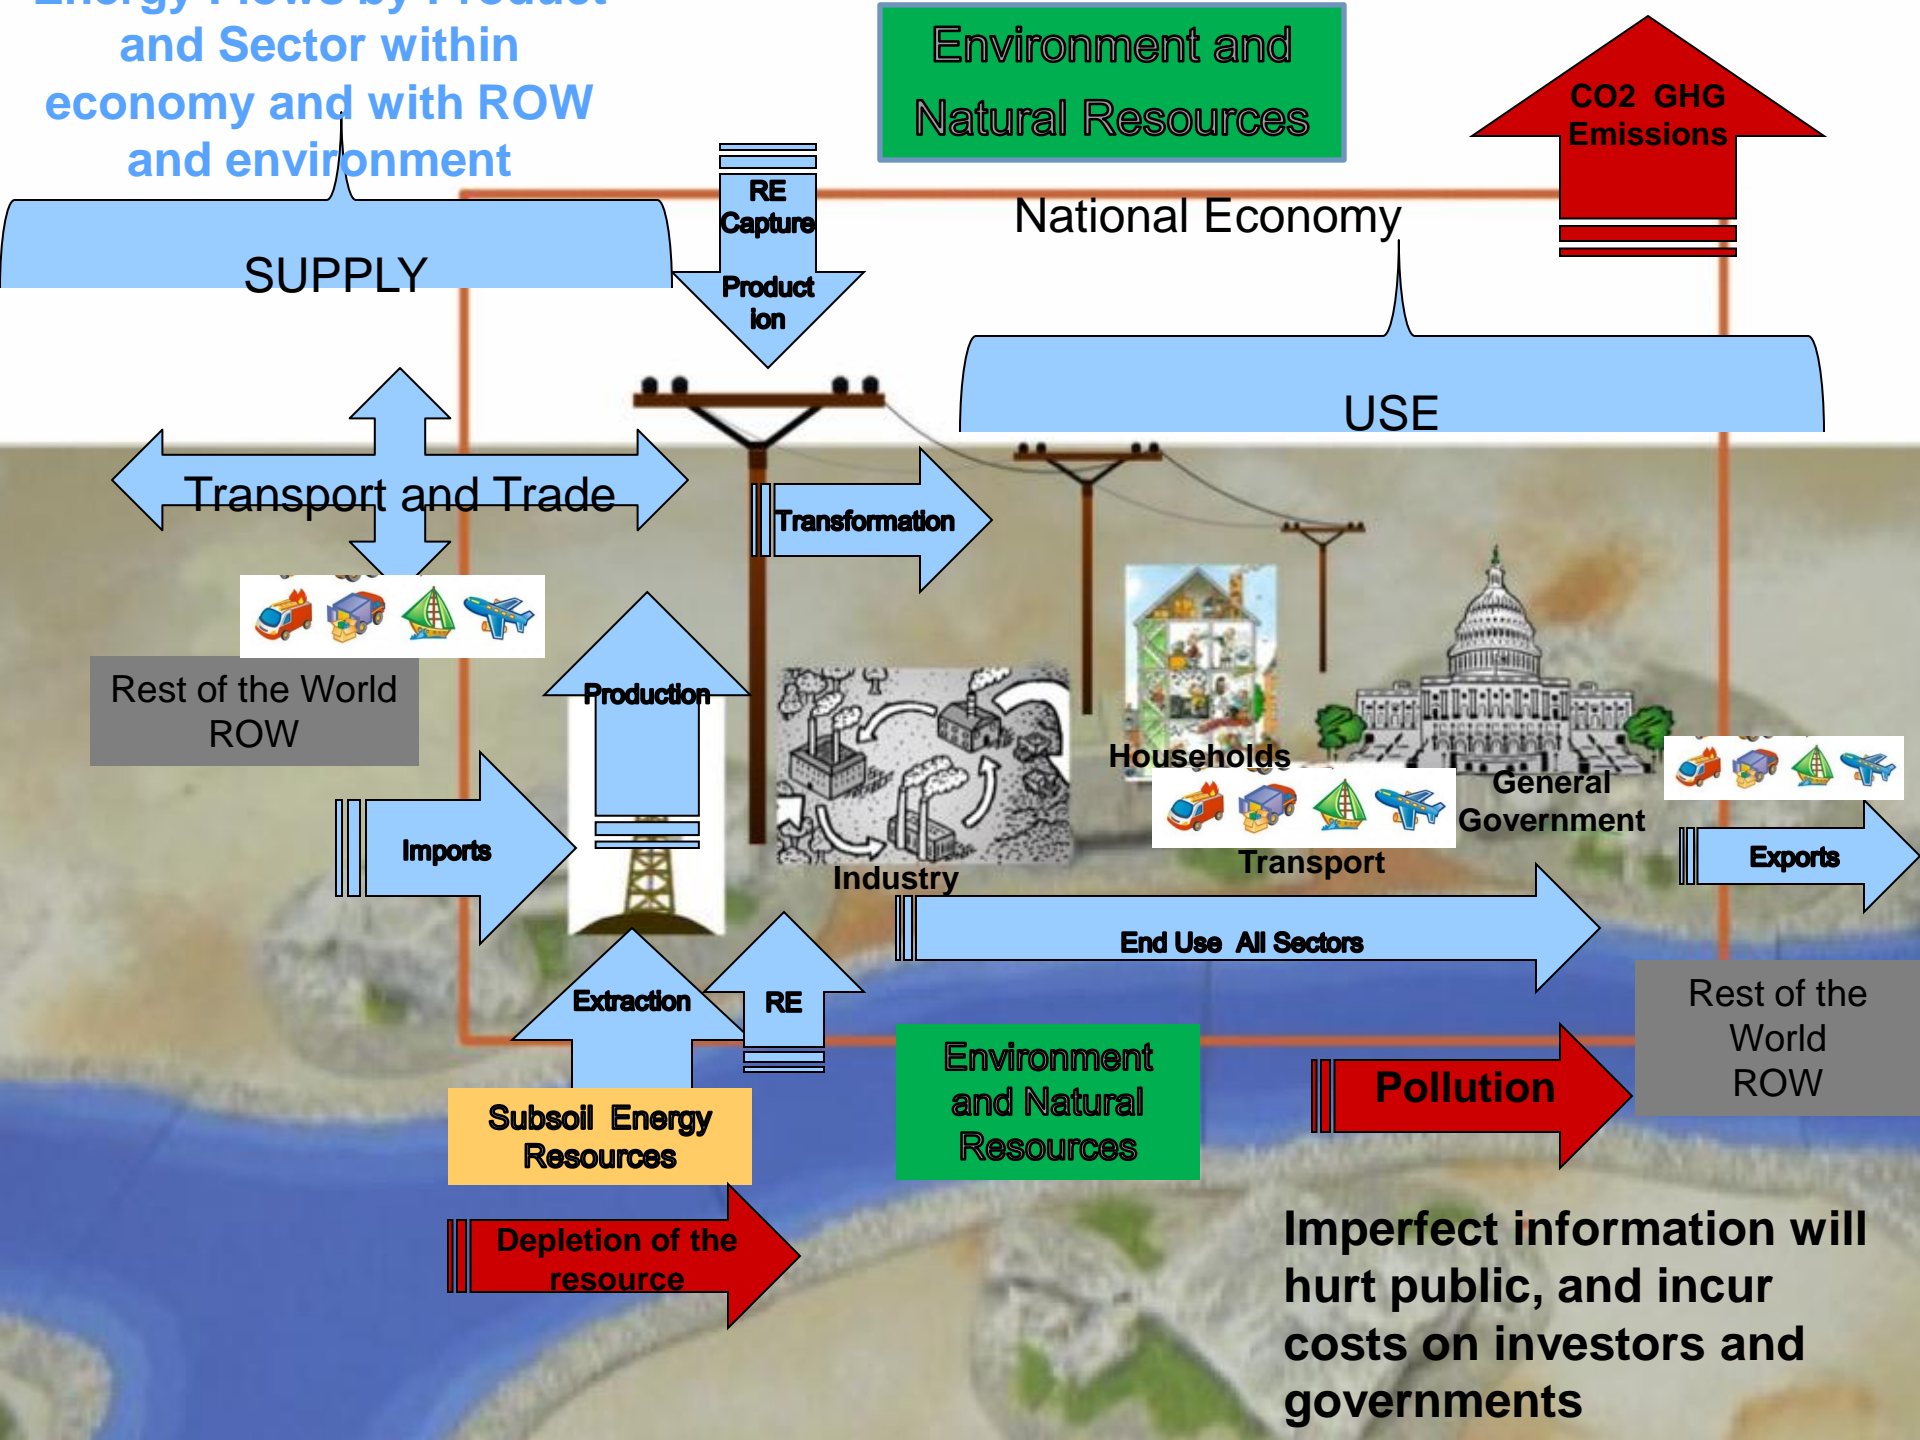 Energy Flows by Product
and Sector within
economy and with ROW
and environment
Environment and
Natural Resources
CO2 GHG
Emissions
RE
Capture
Product
ion
National Economy
SUPPLY
USE
Transport and Trade
Transformation
Rest of the World
ROW
Production
Households
General
Government
Imports
Industry
Transport
Exports
End Use All Sectors
Extraction
RE
Rest of the
World
ROW
Environment
and Natural
Resources
Pollution
Subsoil Energy
Resources
Depletion of the
resource
Imperfect information will
hurt public, and incur
costs on investors and
governments